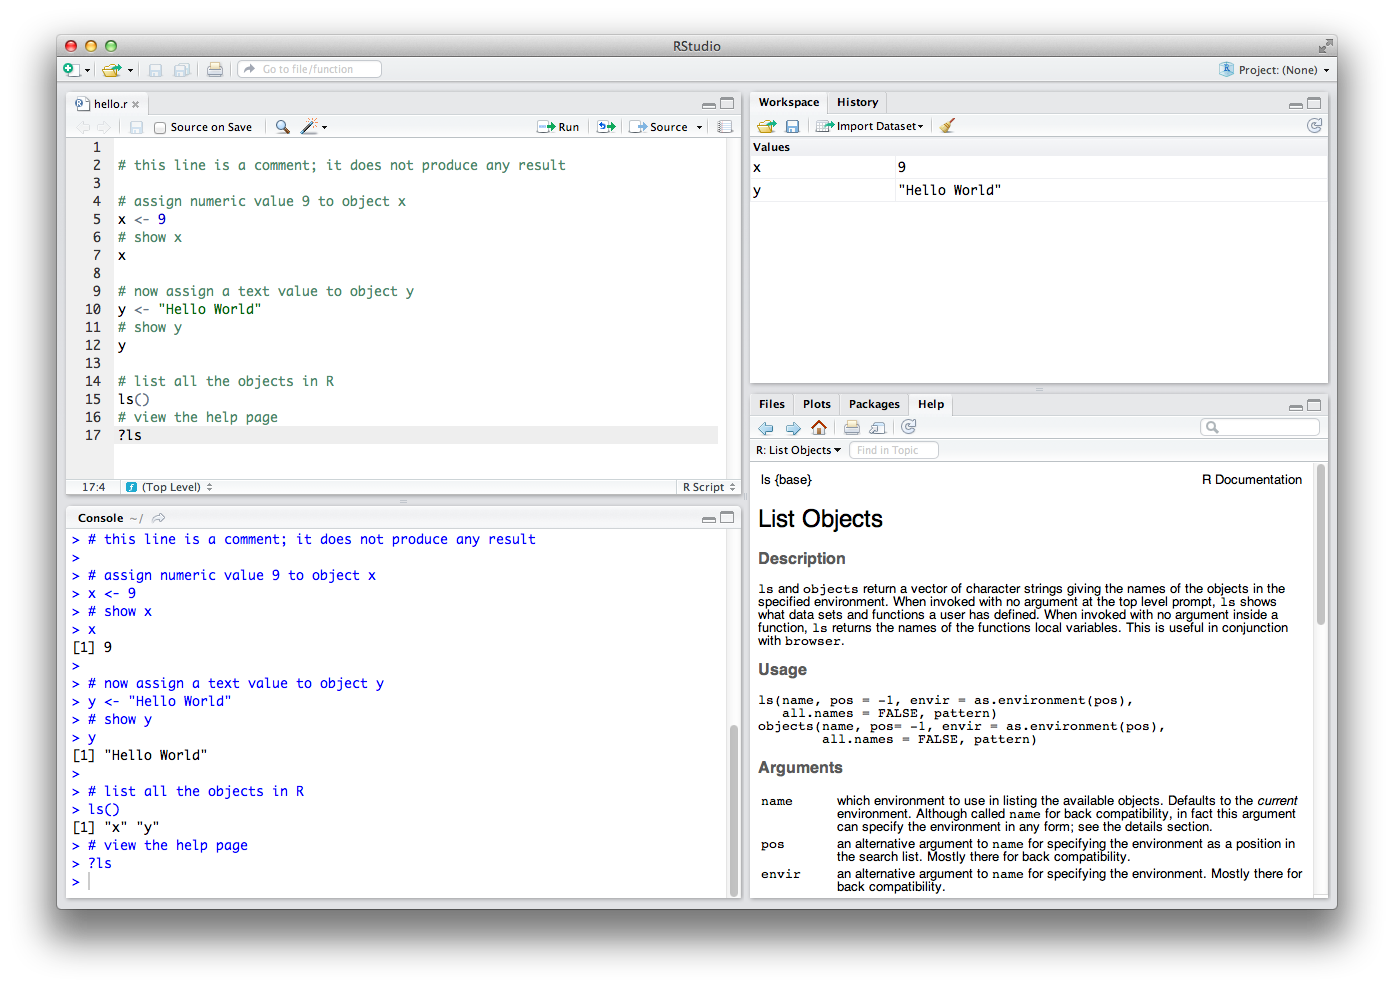 RStudio
Go to file/function
Project: (None)
hello.r
Source on Save
Run
Source
1
2 # this line is a comment; it does not produce any result
3
4 # assign numeric value 9 to object x
5 x <- 9
6 # show x
7 x
8
9 # now assign a text value to object y
10 y <- "Hello World"
11 # show y
12 y
13
14 # list all the objects in R
15 ls()
16 # view the help page
17 ?ls
17:4 (Top Level) R Script
Console ~/
> # this line is a comment; it does not produce any result
>
> # assign numeric value 9 to object x
> x <- 9
> # show x
> x
[1] 9
>
> # now assign a text value to object y
> y <- "Hello World"
> # show y
> y
[1] "Hello World"
>
> # list all the objects in R
> ls()
[1] "x" "y"
> # view the help page
> ?ls
>
Workspace History
Import Dataset
Values
x 9
y "Hello World"
Files Plots Packages Help
R: List Objects Find in Topic
ls {base} R Documentation
List Objects
Description
ls and objects return a vector of character strings giving the names of the objects in the
specified environment. When invoked with no argument at the top level prompt, ls shows
what data sets and functions a user has defined. When invoked with no argument inside a
function, ls returns the names of the functions local variables. This is useful in conjunction
with browser.
Usage
ls(name, pos = -1, envir = as.environment(pos),
all.names = FALSE, pattern)
objects(name, pos= -1, envir = as.environment(pos),
all.names = FALSE, pattern)
Arguments
name which environment to use in listing the available objects. Defaults to the current
environment. Although called name for back compatibility, in fact this argument
can specify the environment in any form; see the details section.
pos an alternative argument to name for specifying the environment as a position in
the search list. Mostly there for back compatibility.
envir an alternative argument to name for specifying the environment. Mostly there for
back compatibility.